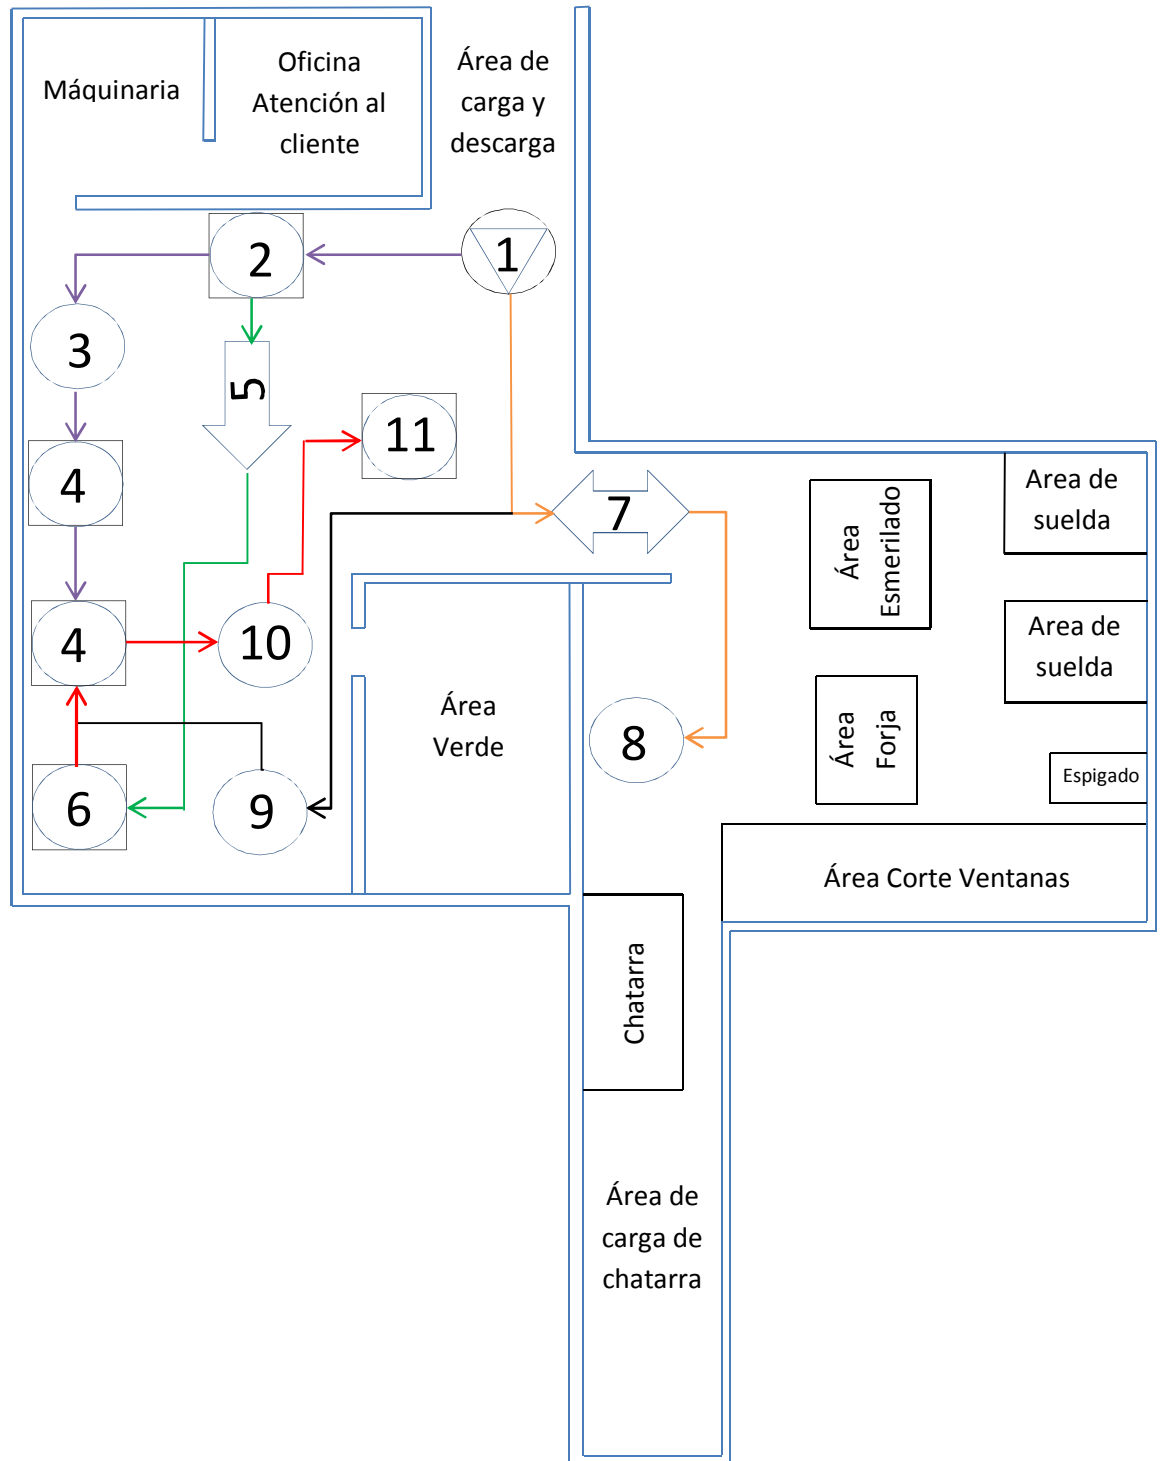 Máquinaria
Oficina
Atención al
cliente
Área de
carga y
descarga
2
1
3
5
11
4
7
Área
Esmerilado
Area de
suelda
4
10
Área
Verde
8
Área
Forja
Area de
suelda
Espigado
6
9
Área Corte Ventanas
Chatarra
Área de
carga de
chatarra